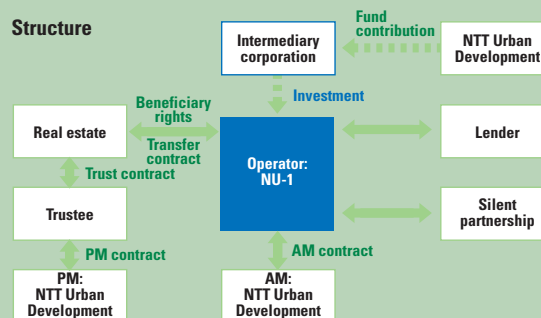 Structure
Fund
contribution
Intermediary
corporation
NTT Urban
Development
Investment
Beneficiary
rights
Real estate
Transfer
contract
Operator:
NU-1
Lender
Trust contract
Trustee
Silent
partnership
PM contract
AM contract
PM:
NTT Urban
Development
AM:
NTT Urban
Development